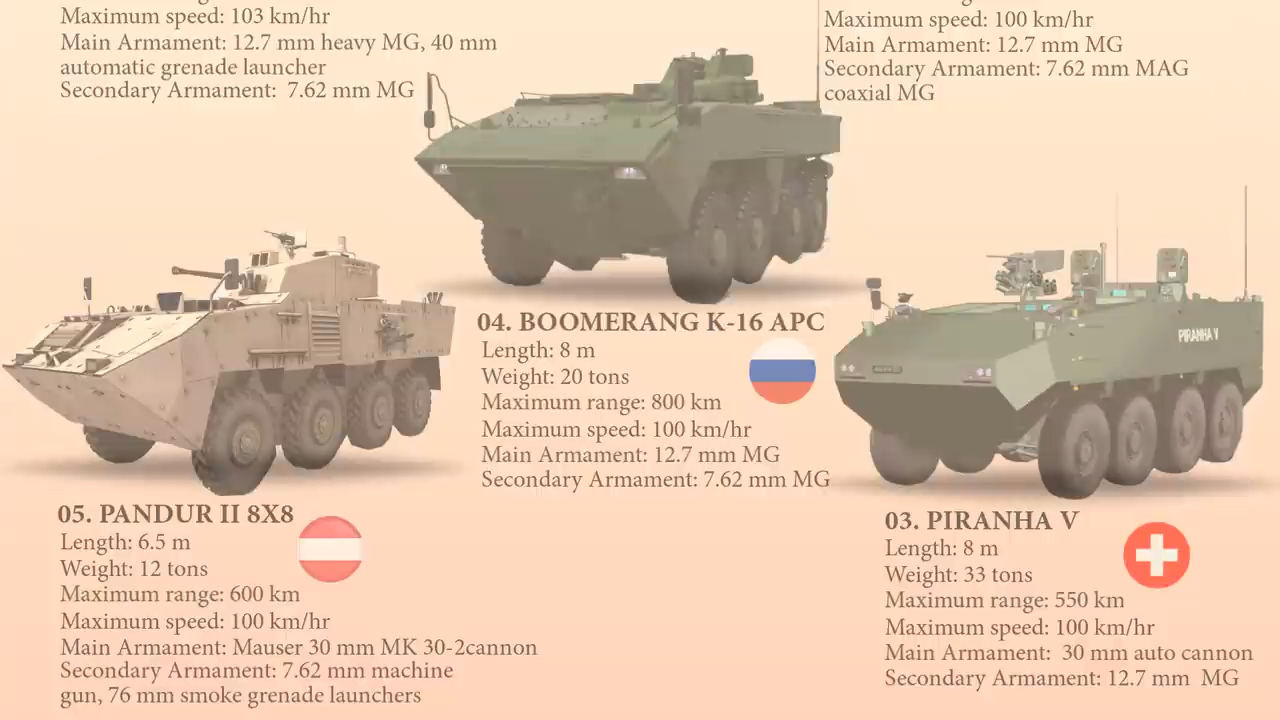 Maximum speed: 103 km/hr
Main Armament: 12.7 mm heavy MG, 40 mm
automatic grenade launcher
Secondary Armament: 7.62 mm MG
Maximum speed: 100 km/hr
Main Armament: 12.7 mm MG
Secondary Armament: 7.62 mm MAG
coaxial MG
04. BOOMERANG K-16 APC
Length: 8 m
Weight: 20 tons
Maximum range: 800 km
Maximum speed: 100 km/hr
Main Armament: 12.7 mm MG
Secondary Armament: 7.62 mm MG
PIRANHA V
05. PANDUR II 8X8
Length: 6.5 m
Weight: 12 tons
Maximum range: 600 km
Maximum speed: 100 km/hr
Main Armament: Mauser 30 mm MK 30-2cannon
Secondary Armament: 7.62 mm machine
gun, 76 mm smoke grenade launchers
03. PIRANHA V
Length: 8 m
Weight: 33 tons
Maximum range: 550 km
Maximum speed: 100 km/hr
Main Armament:  30 mm auto cannon
Secondary Armament: 12.7 mm  MG